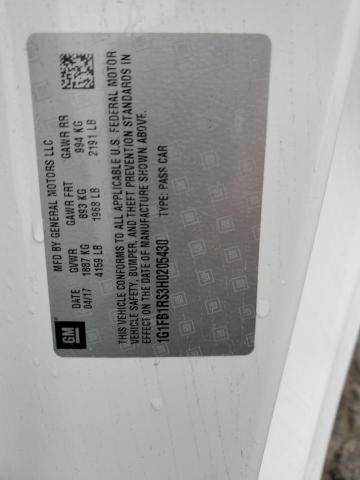 MFD BY GENERAL MOTORS LLC
DATE GVWR GAWR FRT GAWR RR
04/17 1887 KG 893 KG 994 KG
4159 LB 1968 LB 2191 LB
THIS VEHICLE CONFORMS TO ALL APPLICABLE U.S. FEDERAL MOTOR
VEHICLE SAFETY, BUMPER, AND THEFT PREVENTION STANDARDS IN
EFFECT ON THE DATE OF MANUFACTURE SHOWN ABOVE.
1G1FB1RS3H0205430 TYPE: PASS CAR
GM